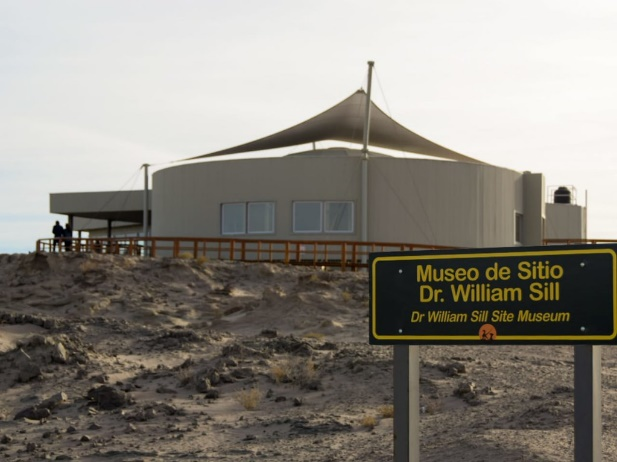 Museo de Sitio
Dr. William Sill
Dr William Sill Site Museum